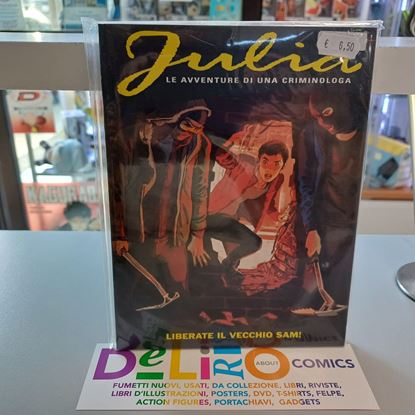 Julia
€ 6,50
LE AVVENTURE DI UNA CRIMINOLOGA
LIBERATE IL VECCHIO SAM!
DeLiRI
ABOUT
COMICS
FUMETTI NUOVI, USATI, DA COLLEZIONE, LIBRI, RIVISTE,
LIBRI D'ILLUSTRAZIONI, POSTERS, DVD, T-SHIRTS, FELPE,
ACTION FIGURES, PORTACHIAVI, GADGETS